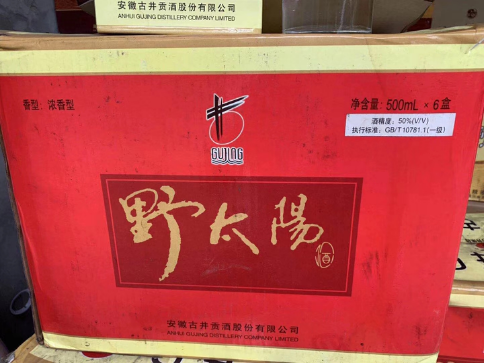 安徽古井贡酒股份有限公司
ANHUI GUJING DISTILLERY COMPANY LIMITED
香型: 浓香型
净含量: 500mL × 6盒
酒精度: 50%(V/V)
执行标准: GB/T10781.1(一级)
GUJING
野太陽
酒
安徽古井贡酒股份有限公司
ANHUI GUJING DISTILLERY COMPANY LIMITED